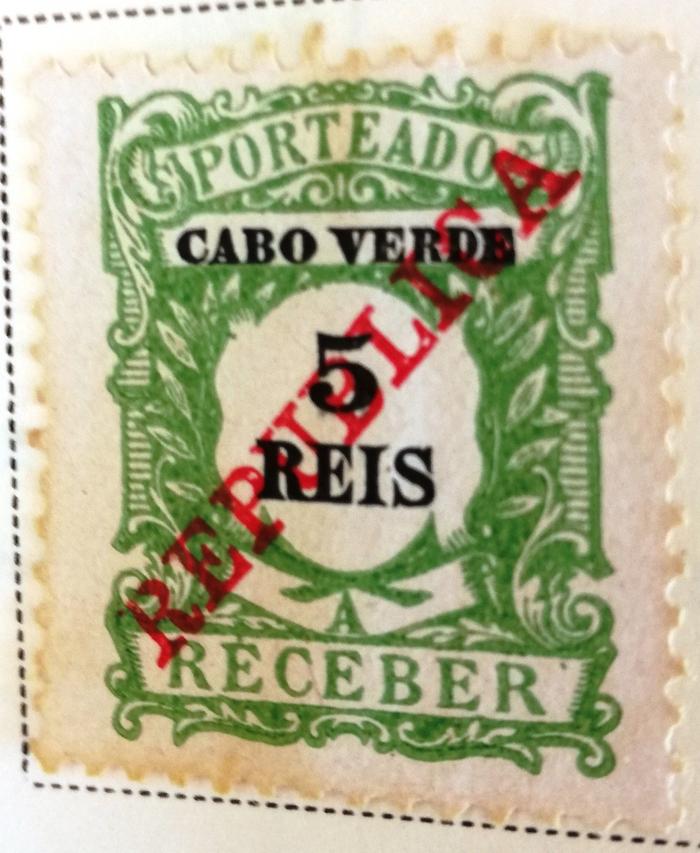 PORTEADO
CABO VERDE
5
REIS
REPUBLICA
A
RECEBER